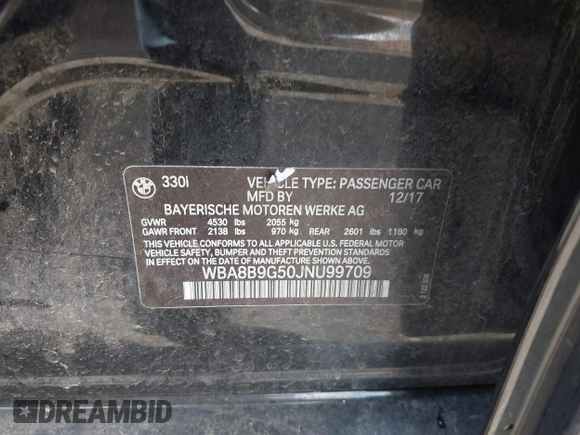 330i VEHICLE TYPE: PASSENGER CAR
MFD BY 12/17
BAYERISCHE MOTOREN WERKE AG
GVWR 4530 lbs 2055 kg
GAWR FRONT 2138 lbs 970 kg REAR 2601 lbs 1180 kg
THIS VEHICLE CONFORMS TO ALL APPLICABLE U.S. FEDERAL MOTOR
VEHICLE SAFETY, BUMPER AND THEFT PREVENTION STANDARDS
IN EFFECT ON THE DATE OF MANUFACTURE SHOWN ABOVE.
WBA8B9G50JNU99709
DREAMBID